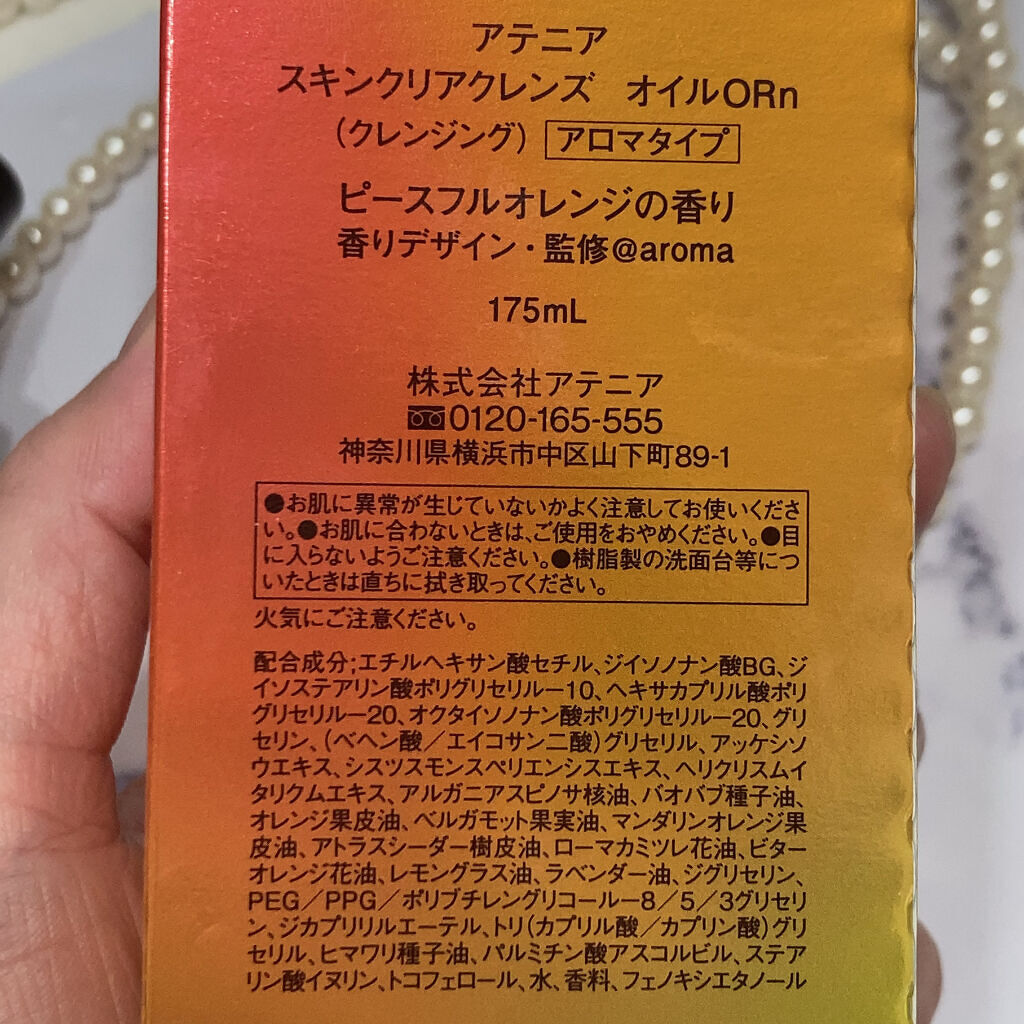 アテニア
スキンクリアクレンズ オイルORn
(クレンジング) アロマタイプ
ピースフルオレンジの香り
香りデザイン・監修@aroma
175mL
株式会社アテニア
0120-165-555
神奈川県横浜市中区山下町89-1
●お肌に異常が生じていないかよく注意してお使いくださ
い。●お肌に合わないときは、ご使用をおやめください。●目
に入らないようご注意ください。●樹脂製の洗面台等につ
いたときは直ちに拭き取ってください。
火気にご注意ください。
配合成分;エチルヘキサン酸セチル、ジイソノナン酸BG、ジ
イソステアリン酸ポリグリセリル－10、ヘキサカプリル酸ポリ
グリセリル－20、オクタイソノナン酸ポリグリセリル－20、グリ
セリン、(ベヘン酸／エイコサン二酸)グリセリル、アッケシソ
ウエキス、シスツスモンスペリエンシスエキス、ヘリクリスムイ
タリクムエキス、アルガニアスピノサ核油、バオバブ種子油、
オレンジ果皮油、ベルガモット果実油、マンダリンオレンジ果
皮油、アトラスシーダー樹皮油、ローマカミツレ花油、ビター
オレンジ花油、レモングラス油、ラベンダー油、ジグリセリン、
PEG／PPG／ポリブチレングリコール－8／5／3グリセリ
ン、ジカプリリルエーテル、トリ(カプリル酸／カプリン酸)グリ
セリル、ヒマワリ種子油、パルミチン酸アスコルビル、ステア
リン酸イヌリン、トコフェロール、水、香料、フェノキシエタノール